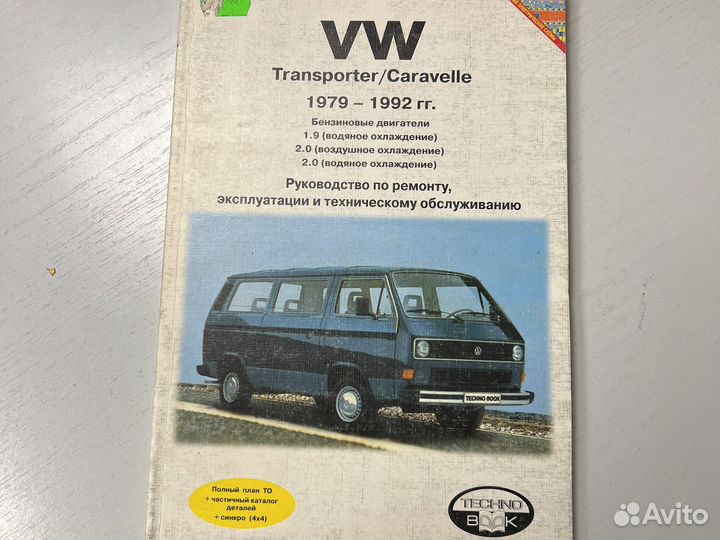 VW
Transporter/Caravelle
1979 – 1992 гг.
Бензиновые двигатели
1.9 (водяное охлаждение)
2.0 (воздушное охлаждение)
2.0 (водяное охлаждение)
Руководство по ремонту,
эксплуатации и техническому обслуживанию
TECHNO BOOK
Полный план ТО
+ частичный каталог
деталей
+ синкро (4x4)
TECHNO
BOOK
Avito